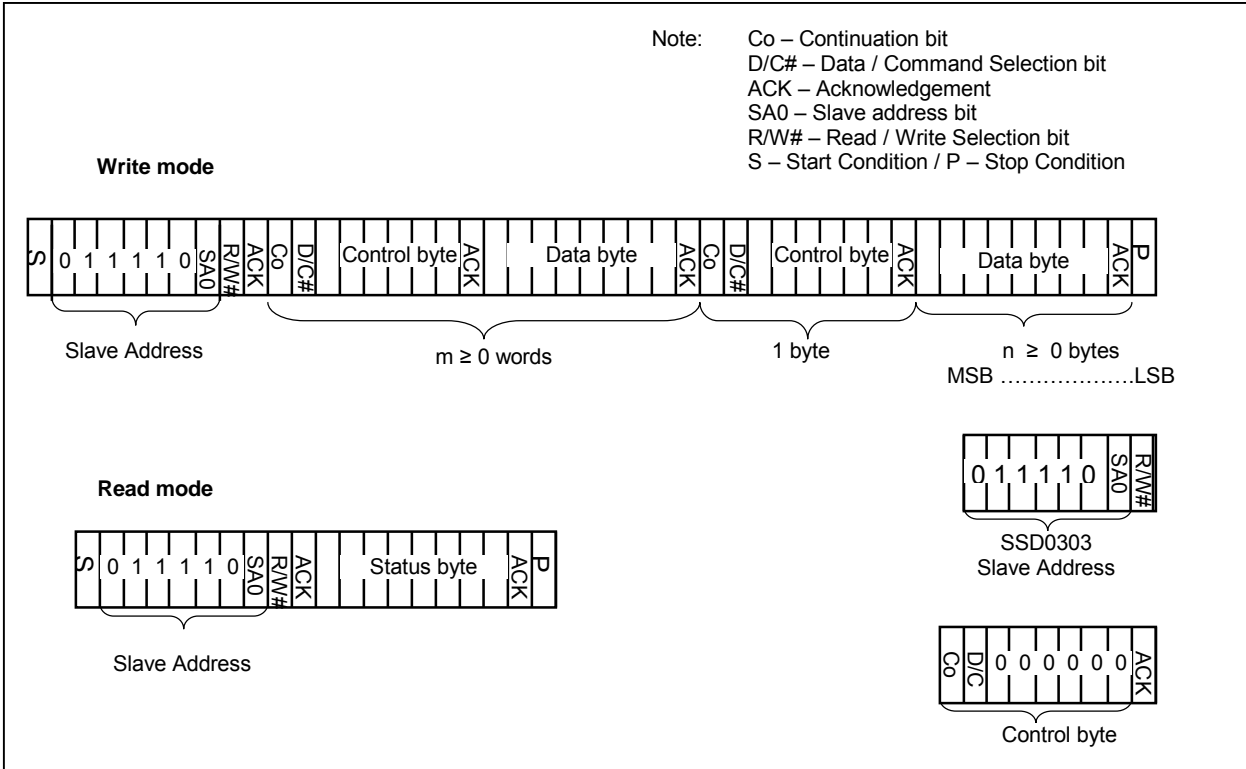 Note: Co – Continuation bit
D/C# – Data / Command Selection bit
ACK – Acknowledgement
SA0 – Slave address bit
R/W# – Read / Write Selection bit
S – Start Condition / P – Stop Condition
Write mode
S 0 1 1 1 1 0 SA0 R/W# ACK Co D/C# Control byte ACK Data byte ACK Co D/C# Control byte ACK Data byte ACK P
Slave Address m ≥ 0 words 1 byte n ≥ 0 bytes
MSB ………………..LSB
0 1 1 1 1 0 SA0 R/W#
SSD0303
Slave Address
Read mode
S 0 1 1 1 1 0 SA0 R/W# ACK Status byte ACK P
Slave Address
Co D/C 0 0 0 0 0 0 ACK
Control byte